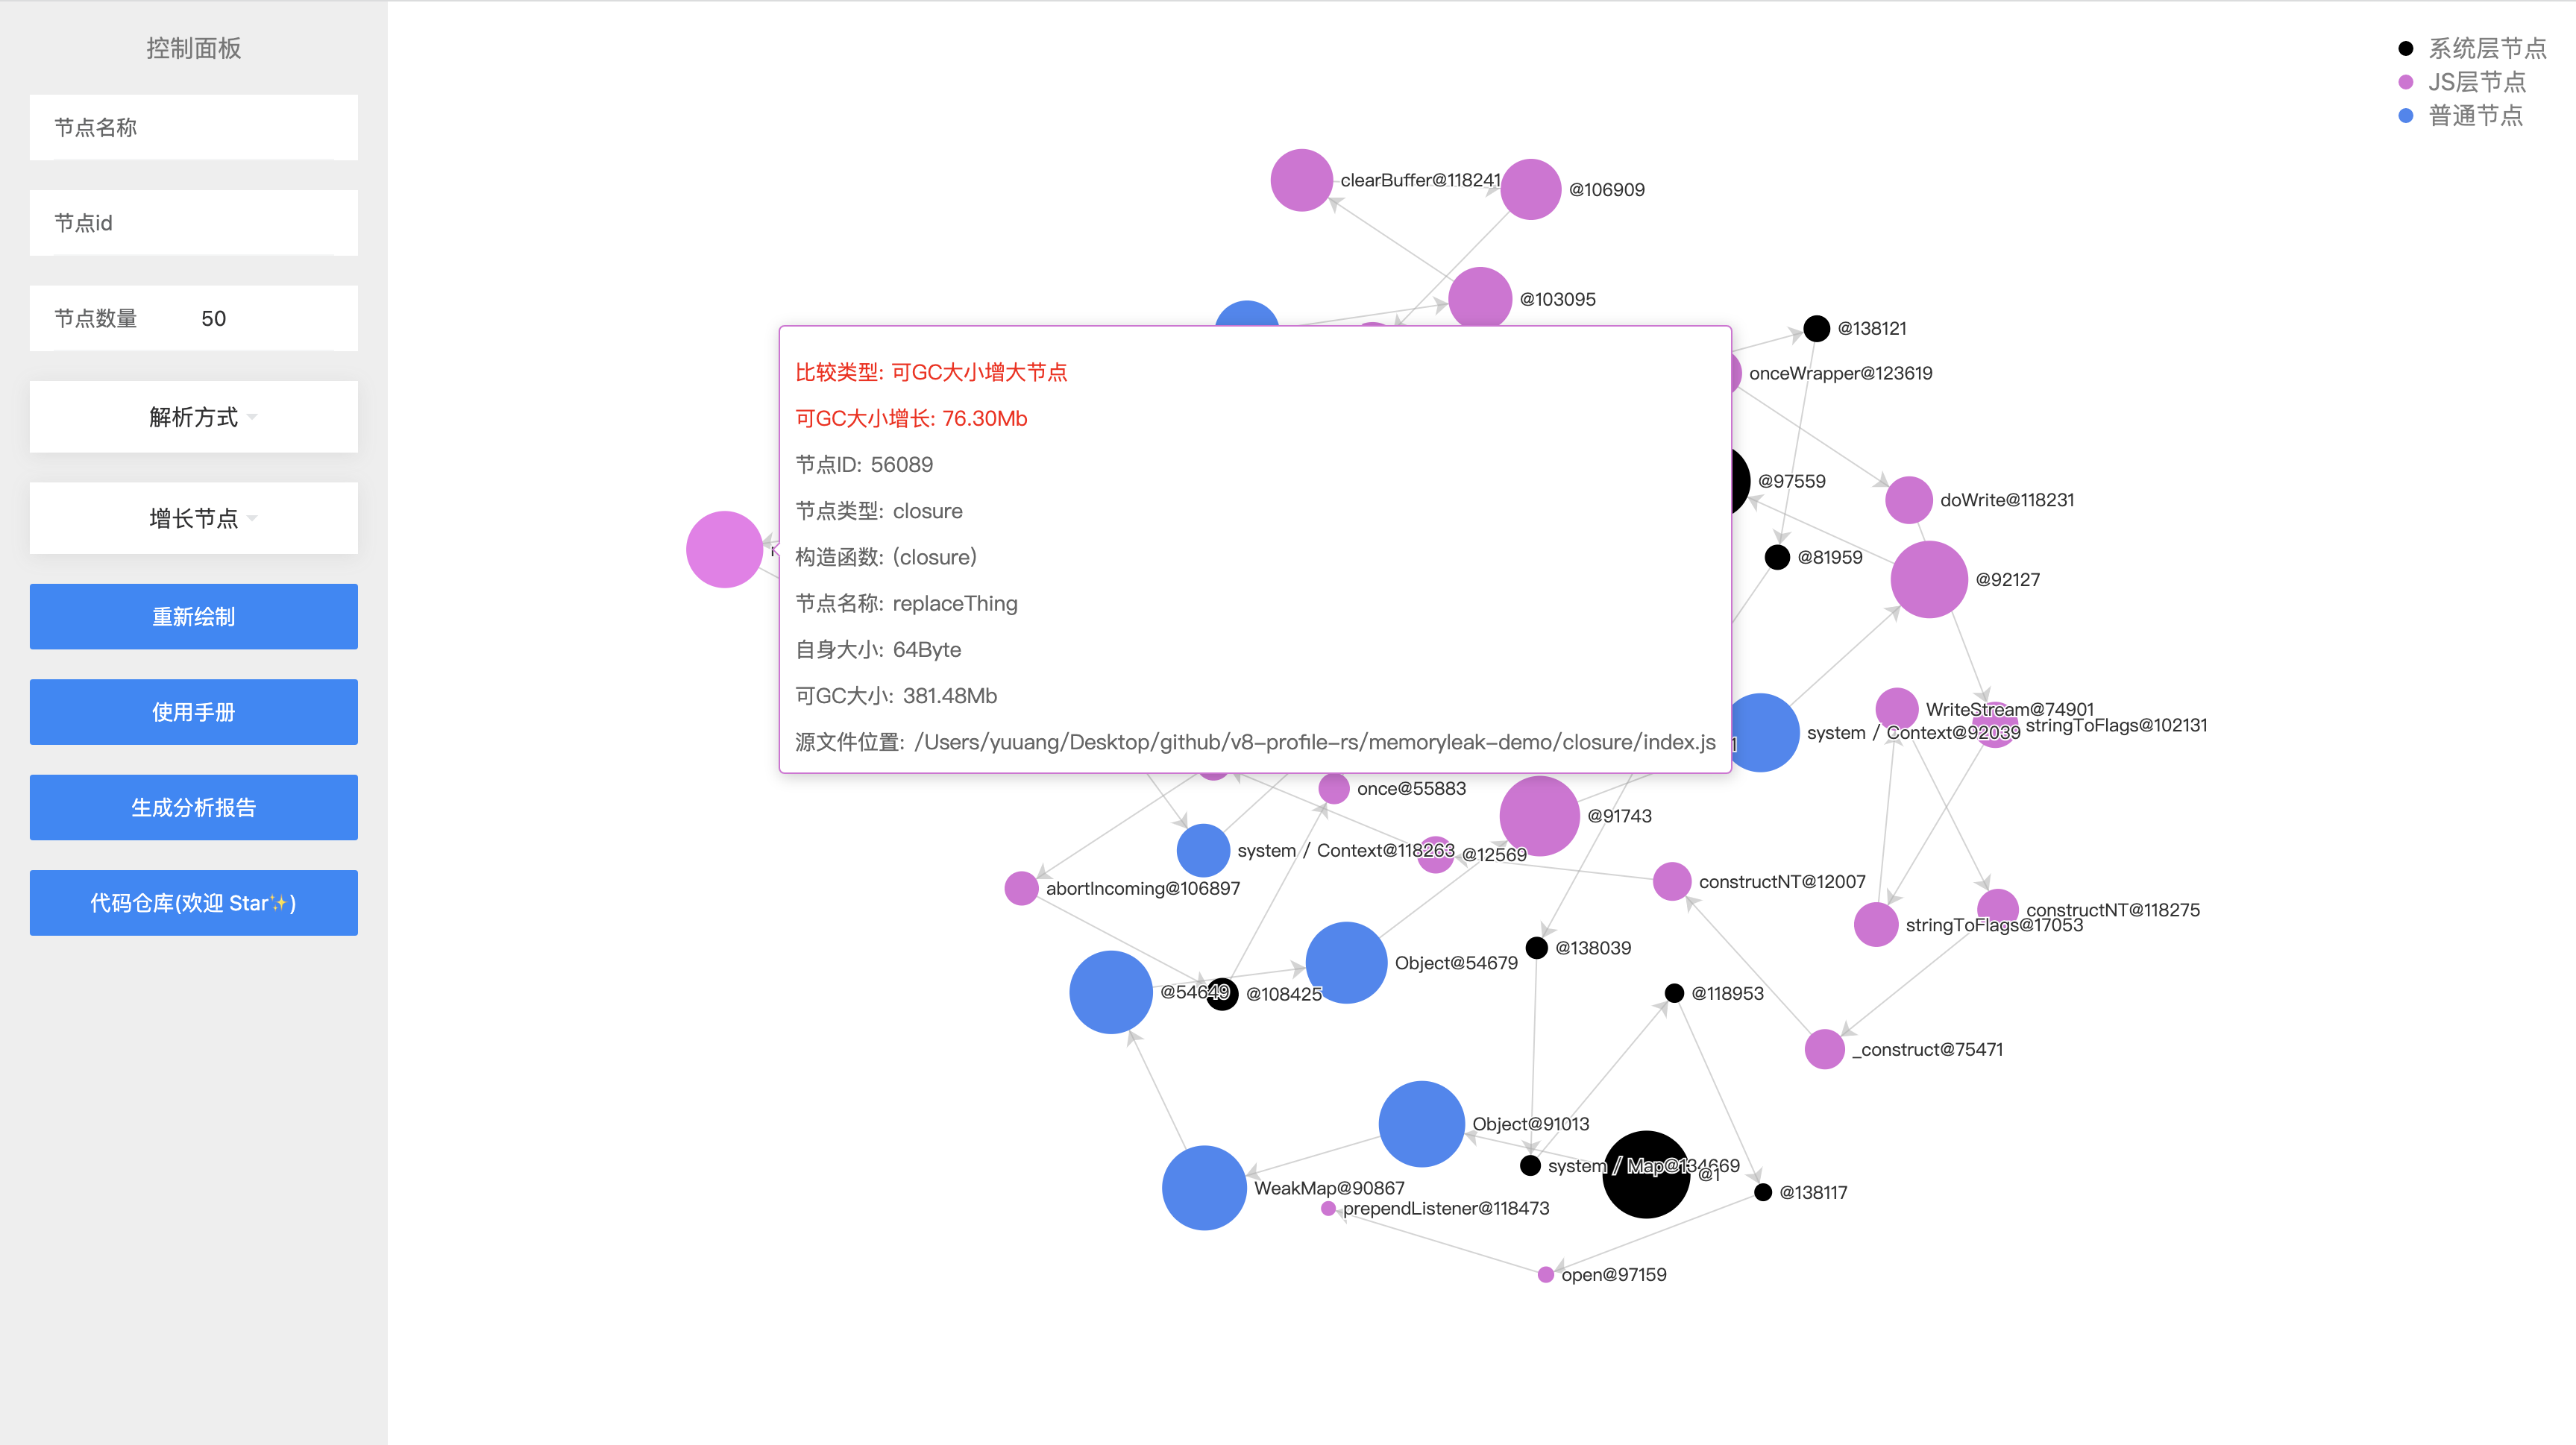 控制面板
节点名称
节点id
节点数量 50
解析方式
增长节点
重新绘制
使用手册
生成分析报告
代码仓库(欢迎 Star✨)
系统层节点
JS层节点
普通节点
clearBuffer@118241
@106909
@103095
@138121
onceWrapper@123619
比较类型: 可GC大小增大节点
可GC大小增长: 76.30Mb
节点ID: 56089
节点类型: closure
构造函数: (closure)
节点名称: replaceThing
自身大小: 64Byte
可GC大小: 381.48Mb
源文件位置: /Users/yuuang/Desktop/github/v8-profile-rs/memoryleak-demo/closure/index.js
@97559
doWrite@118231
@81959
@92127
WriteStream@74901
stringToFlags@102131
system / Context@92039
once@55883
@91743
system / Context@118263
@12569
abortIncoming@106897
constructNT@12007
constructNT@118275
stringToFlags@17053
@138039
Object@54679
@54649
@108425
@118953
_construct@75471
Object@91013
system / Map@134669
@1
WeakMap@90867
@138117
prependListener@118473
open@97159